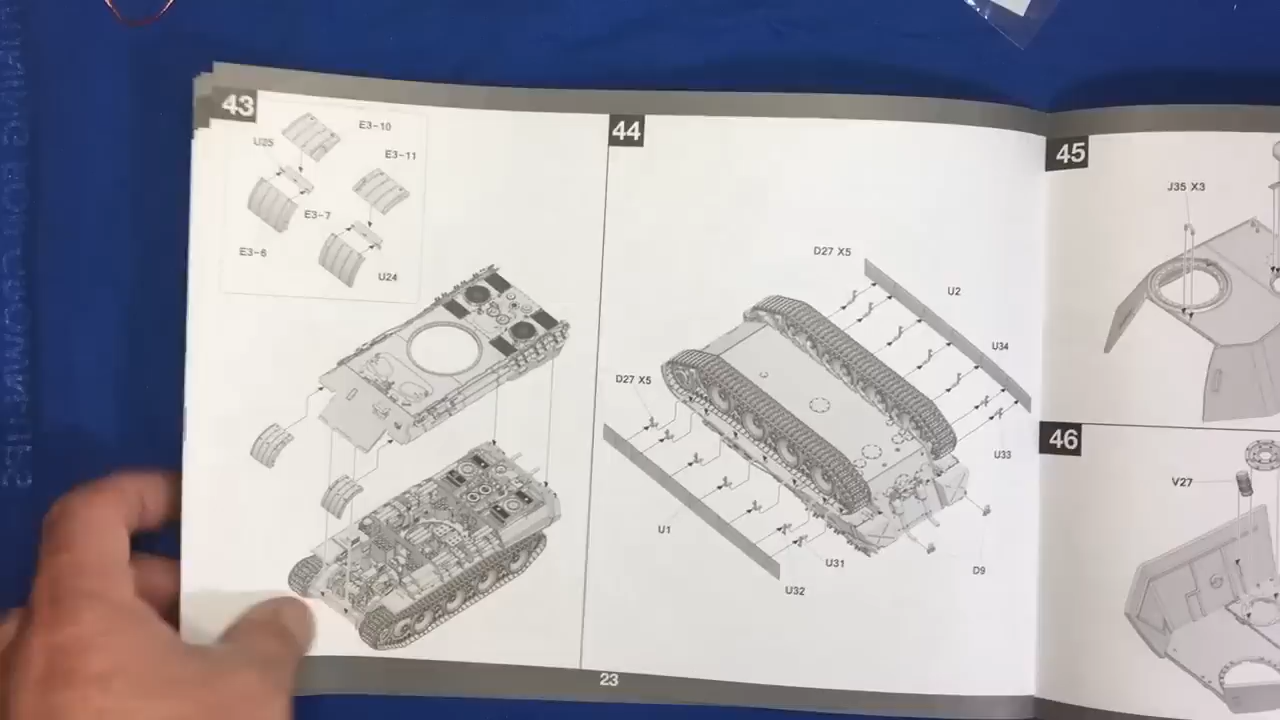 43
E3-10
U25
E3-11
E3-7
E3-6
U24
44
D27 X5
U2
U34
D27 X5
U33
U1
U31
D9
U32
23
45
J35 X3
46
V27